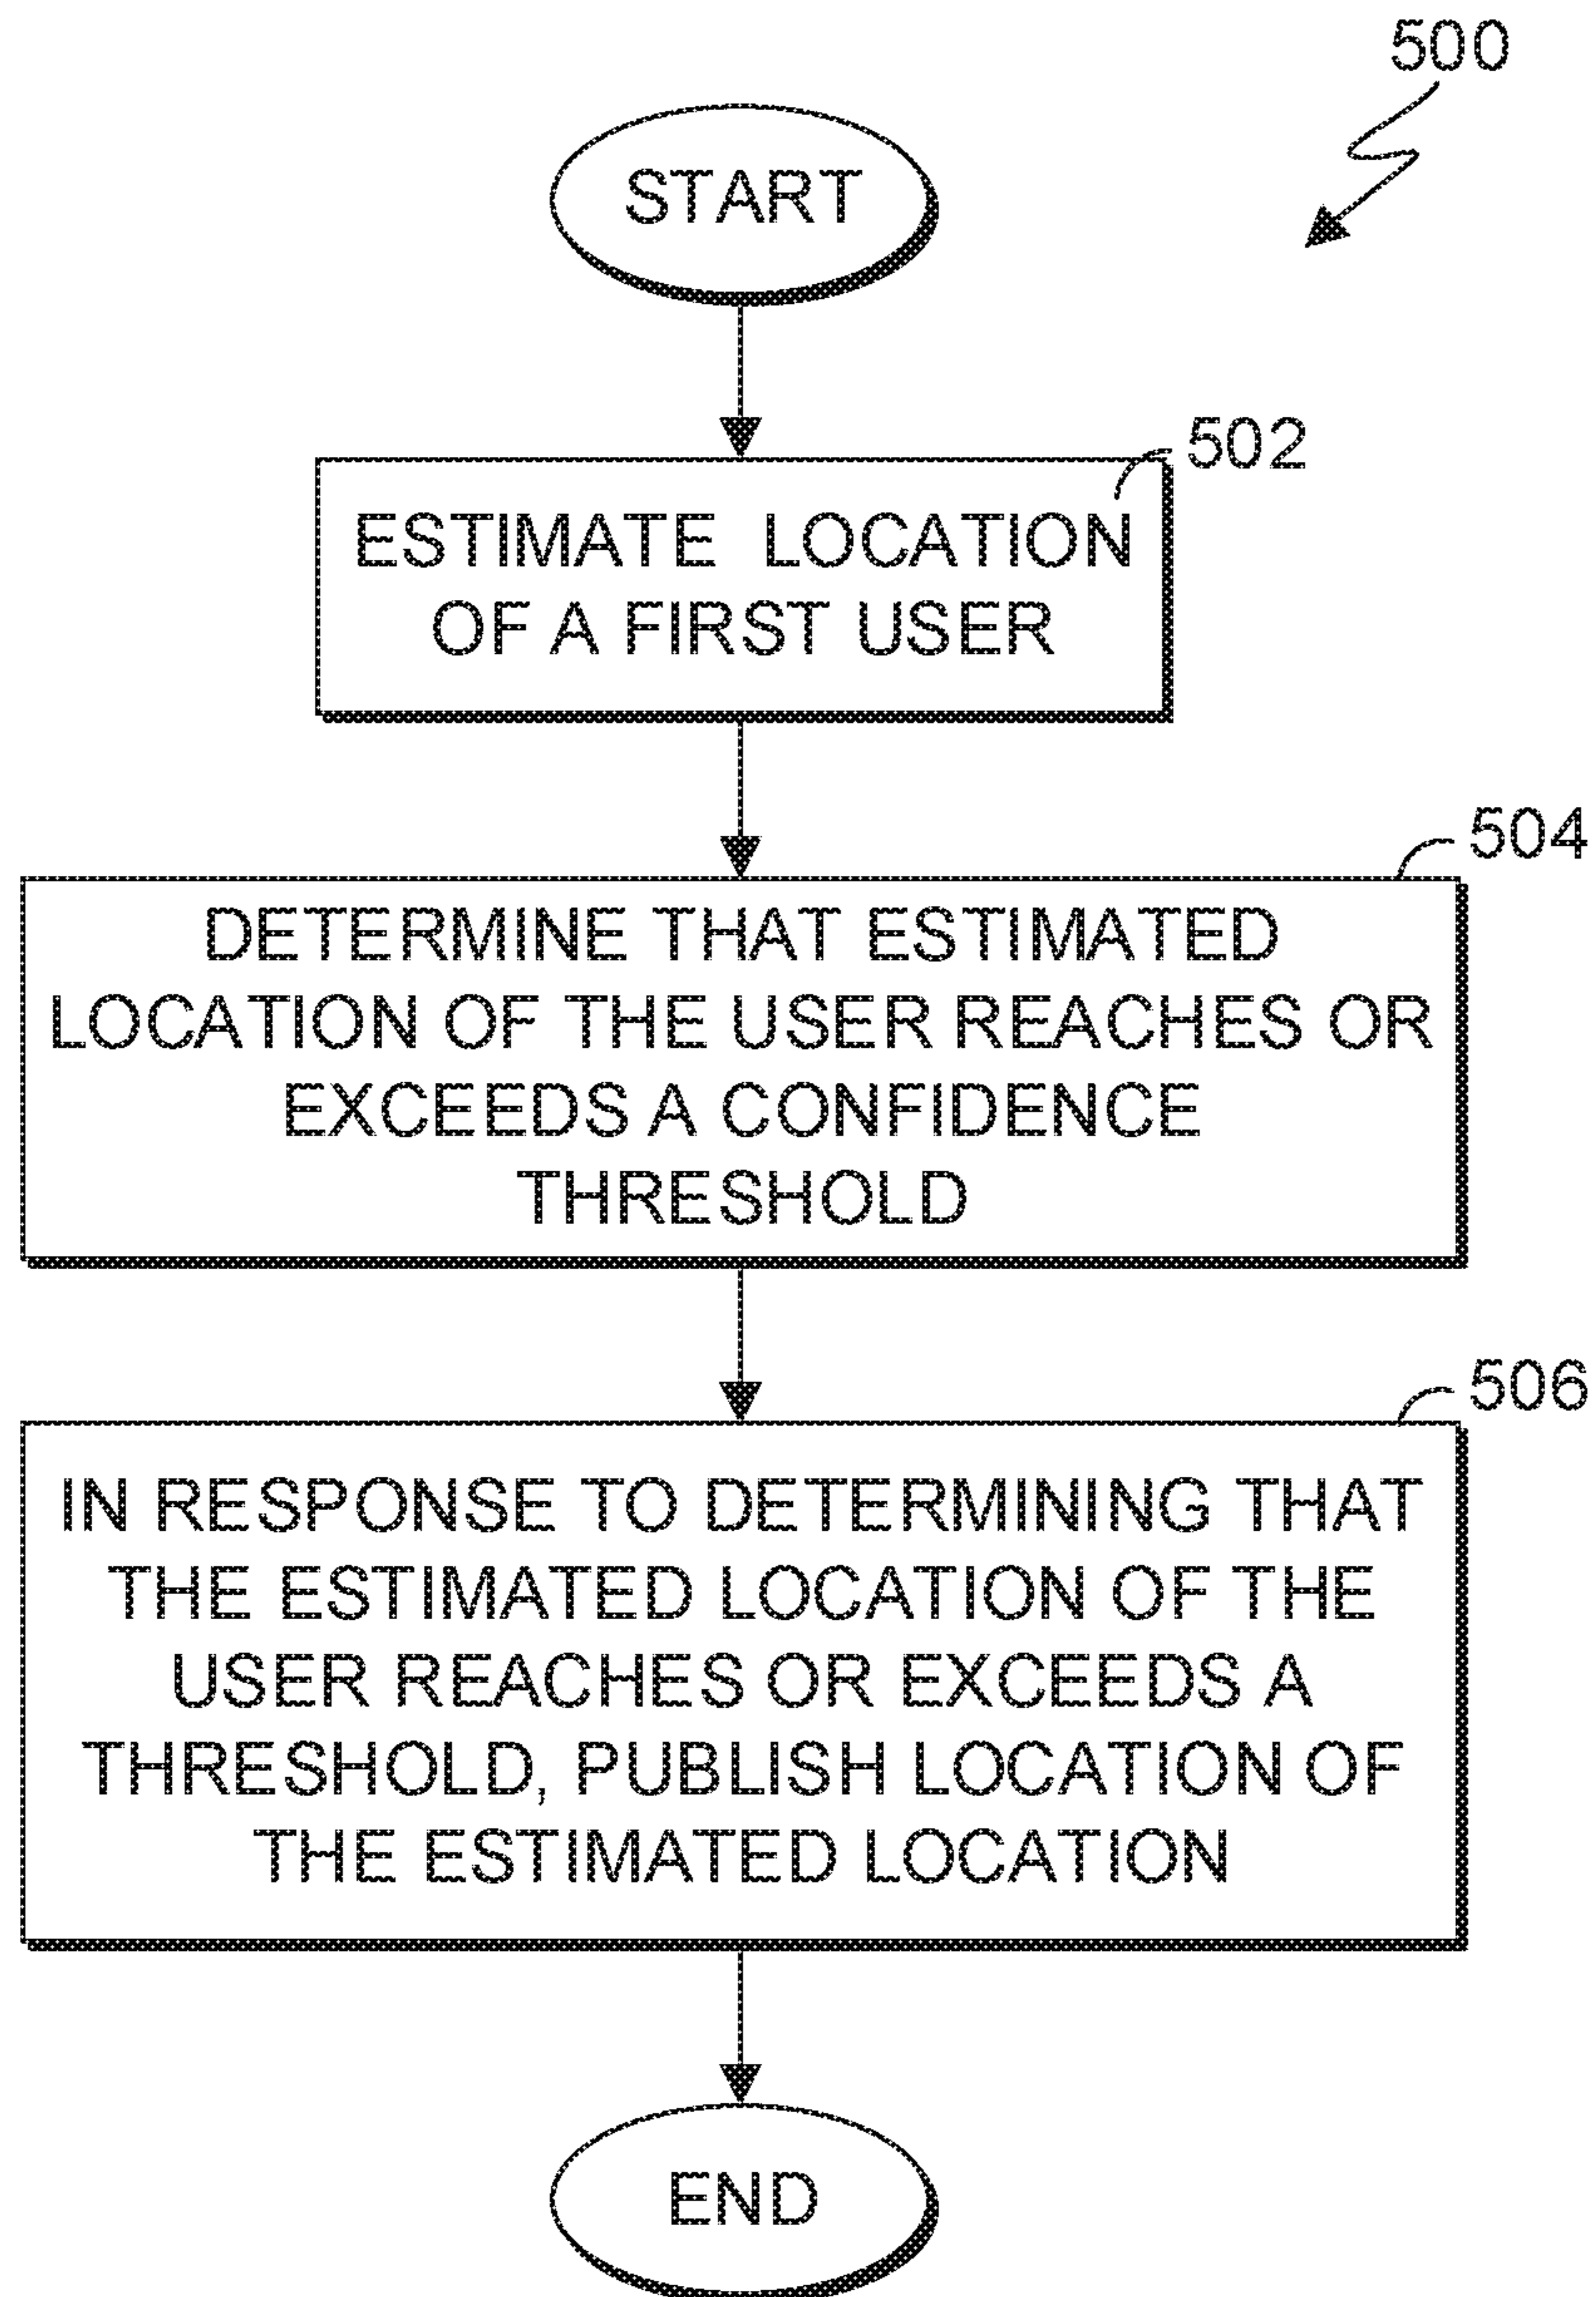 500
START
502
ESTIMATE LOCATION
OF A FIRST USER
504
DETERMINE THAT ESTIMATED
LOCATION OF THE USER REACHES OR
EXCEEDS A CONFIDENCE
THRESHOLD
506
IN RESPONSE TO DETERMINING THAT
THE ESTIMATED LOCATION OF THE
USER REACHES OR EXCEEDS A
THRESHOLD, PUBLISH LOCATION OF
THE ESTIMATED LOCATION
END